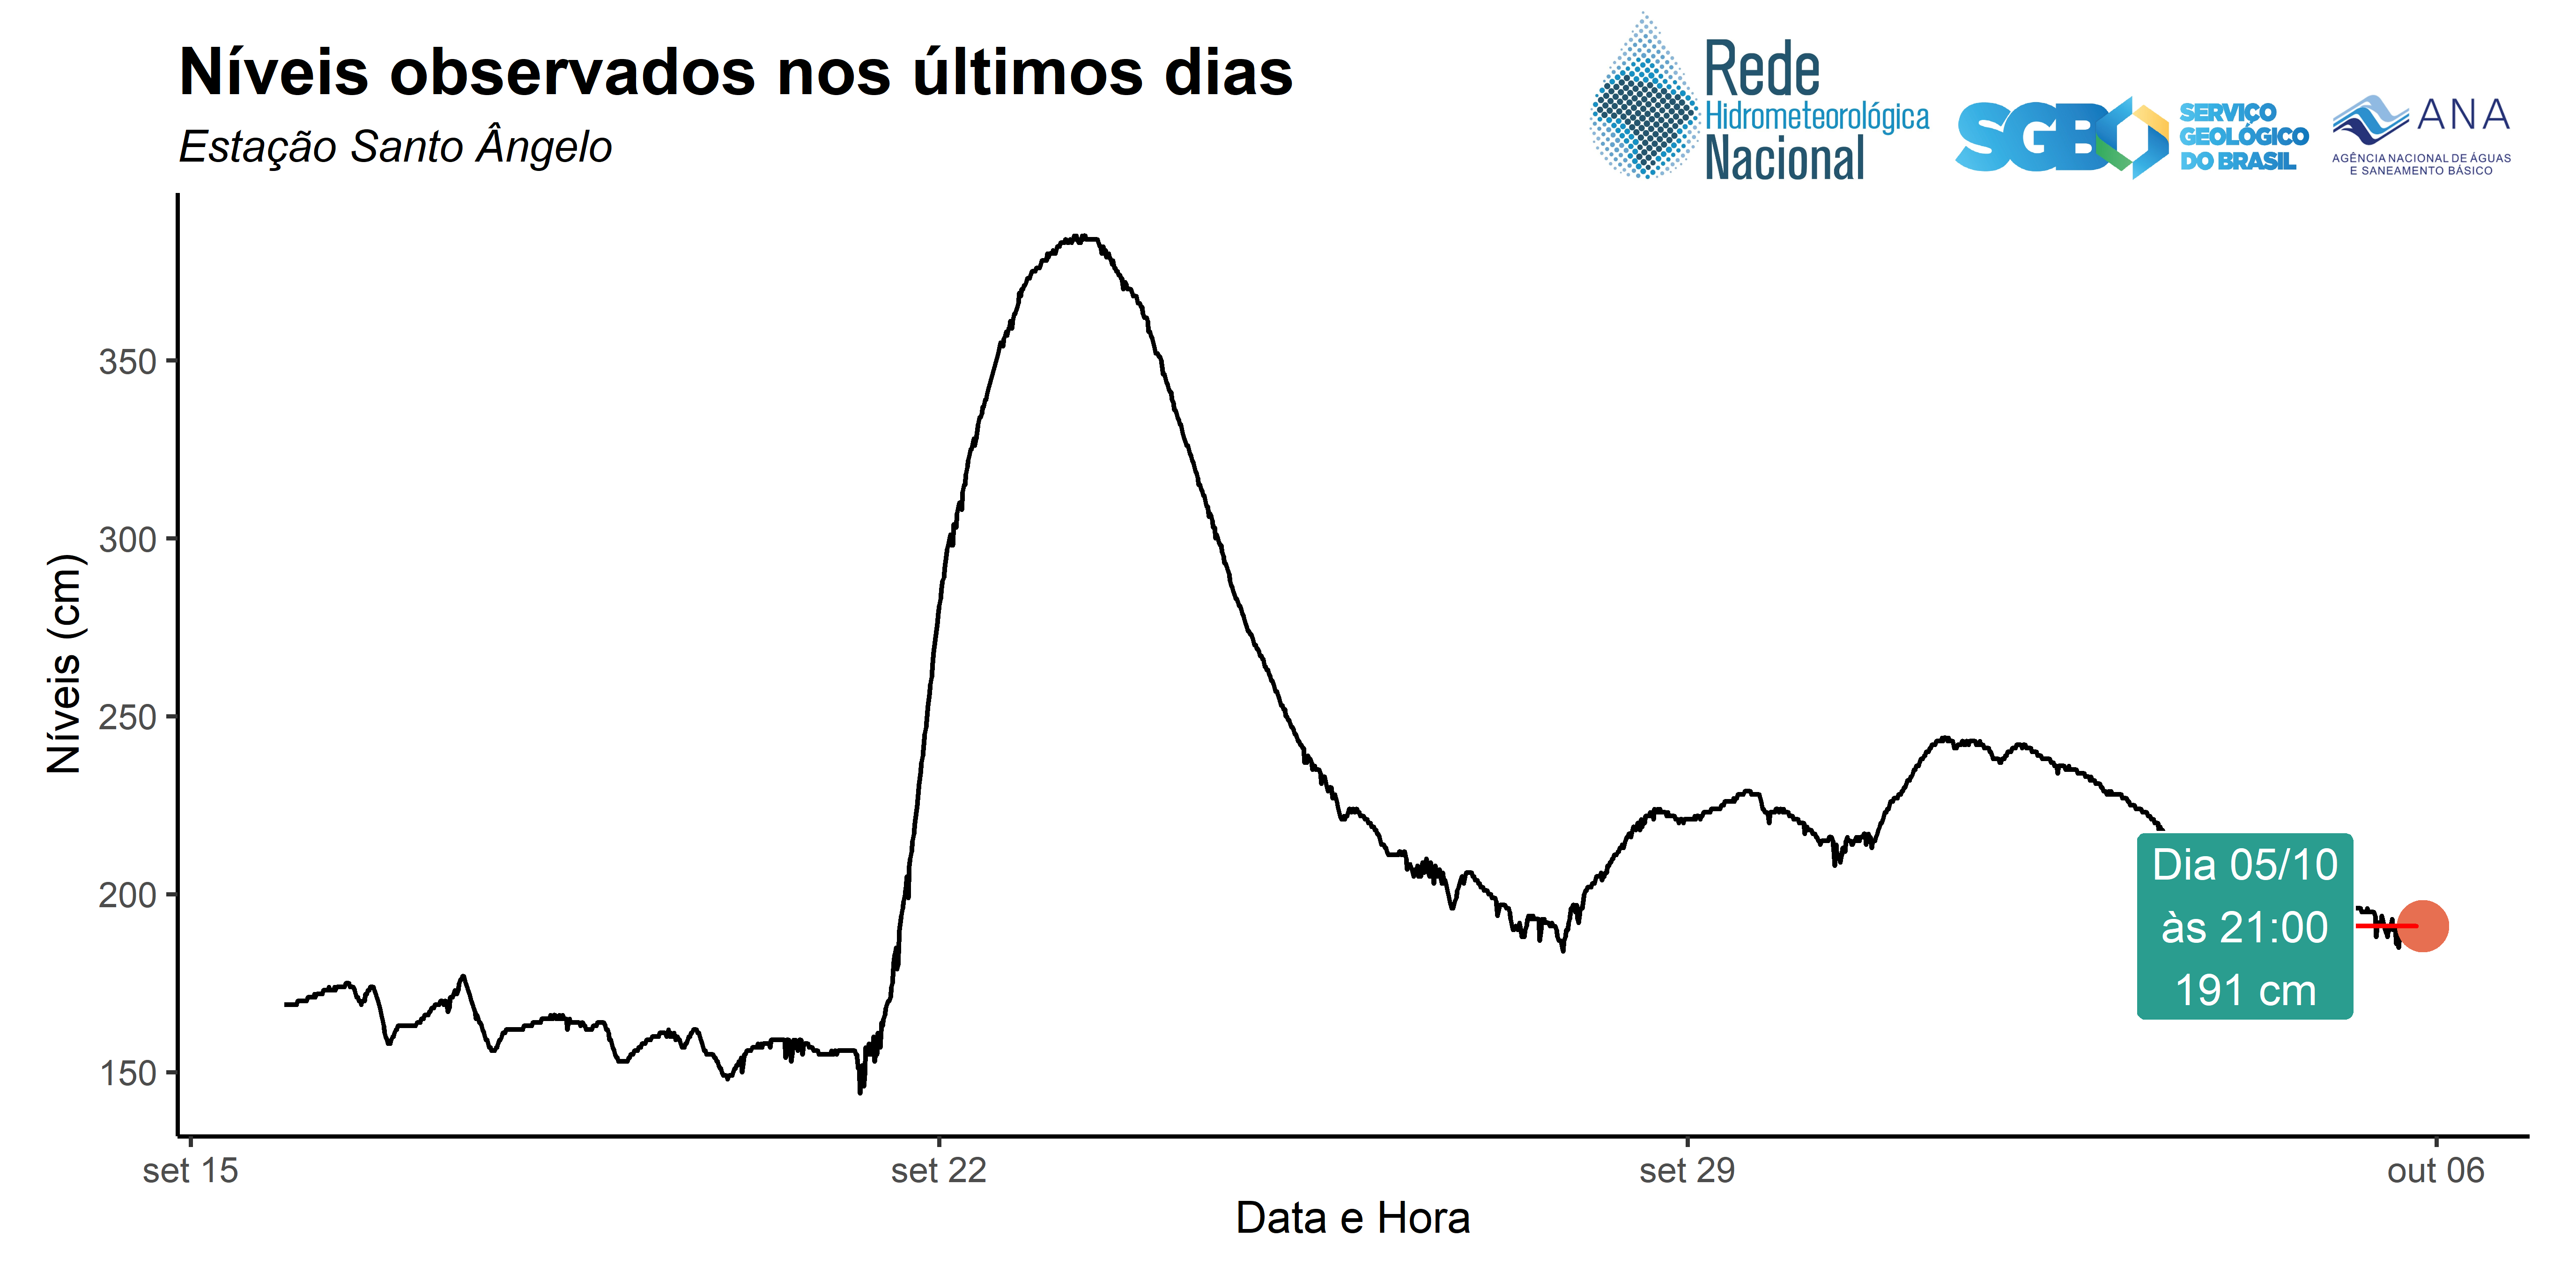 Níveis observados nos últimos dias
Estação Santo Ângelo
Rede
Hidrometeorológica
Nacional
SGB
SERVIÇO
GEOLÓGICO
DO BRASIL
ANA
AGÊNCIA NACIONAL DE ÁGUAS
E SANEAMENTO BÁSICO
Níveis (cm)
350
300
250
200
150
Dia 05/10
às 21:00
191 cm
set 15
set 22
set 29
out 06
Data e Hora